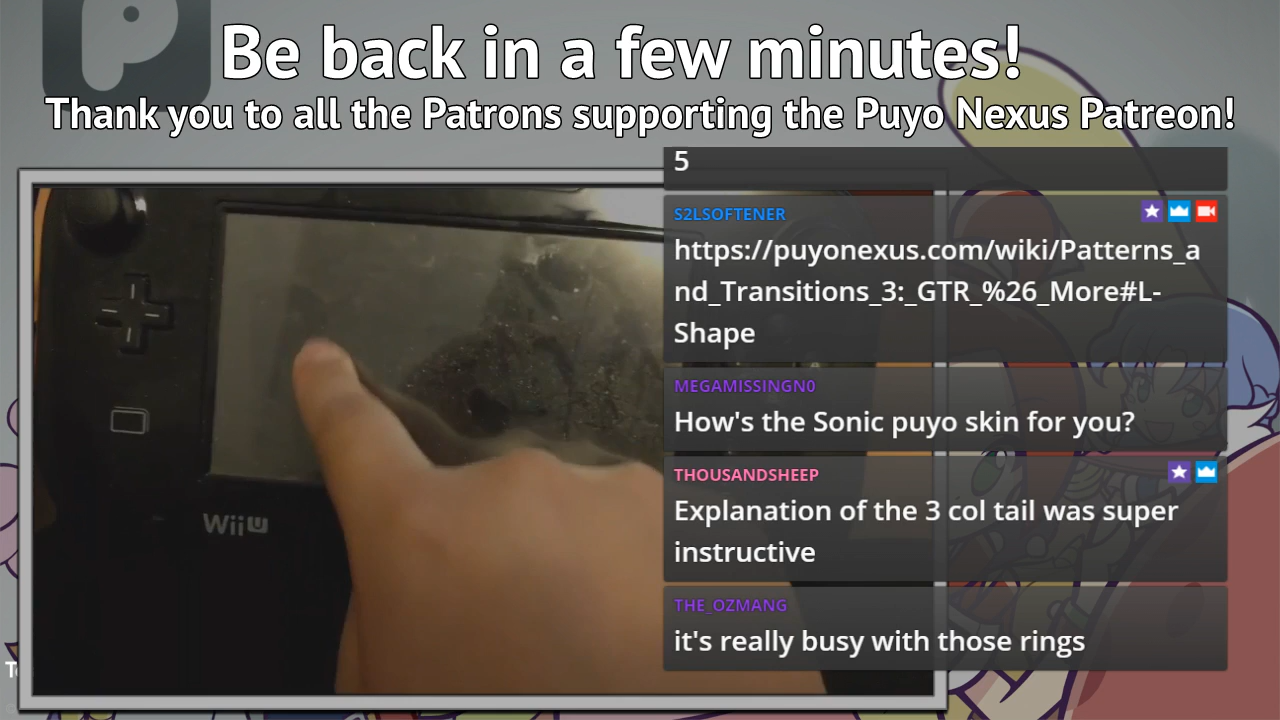 Be back in a few minutes!
Thank you to all the Patrons supporting the Puyo Nexus Patreon!
5
S2LSOFTENER
https://puyonexus.com/wiki/Patterns_a
nd_Transitions_3:_GTR_%26_More#L-
Shape
MEGAMISSINGN0
How's the Sonic puyo skin for you?
THOUSANDSHEEP
Explanation of the 3 col tail was super
instructive
THE_OZMANG
it's really busy with those rings
Wii U